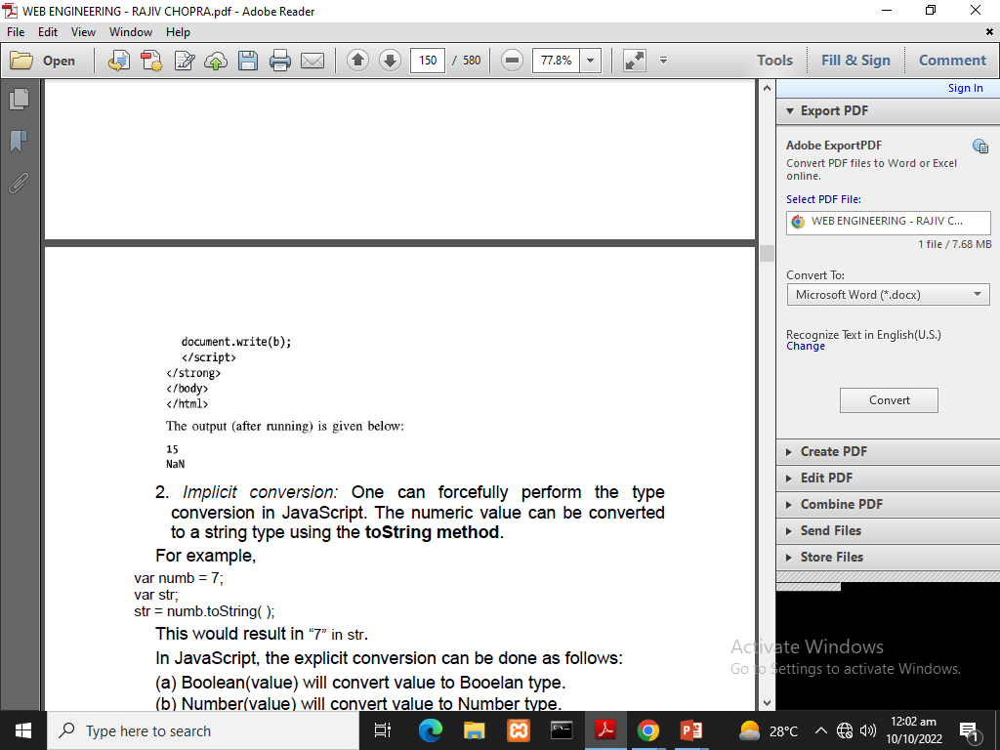 WEB ENGINEERING - RAJIV CHOPRA.pdf - Adobe Reader
File Edit View Window Help
Open 150 / 580 77.8% Tools Fill & Sign Comment
Sign In
Export PDF
Adobe ExportPDF
Convert PDF files to Word or Excel
online.
Select PDF File:
WEB ENGINEERING - RAJIV C...
1 file / 7.68 MB
Convert To:
Microsoft Word (*.docx)
Recognize Text in English(U.S.)
Change
Convert
Create PDF
Edit PDF
Combine PDF
Send Files
Store Files
document.write(b);
</script>
</strong>
</body>
</html>
The output (after running) is given below:
15
NaN
2. Implicit conversion: One can forcefully perform the type
conversion in JavaScript. The numeric value can be converted
to a string type using the toString method.
For example,
var numb = 7;
var str;
str = numb.toString( );
This would result in “7” in str.
In JavaScript, the explicit conversion can be done as follows:
(a) Boolean(value) will convert value to Booelan type.
(b) Number(value) will convert value to Number type.
Activate Windows
Go to Settings to activate Windows.
Type here to search
28°C
12:02 am
10/10/2022
1